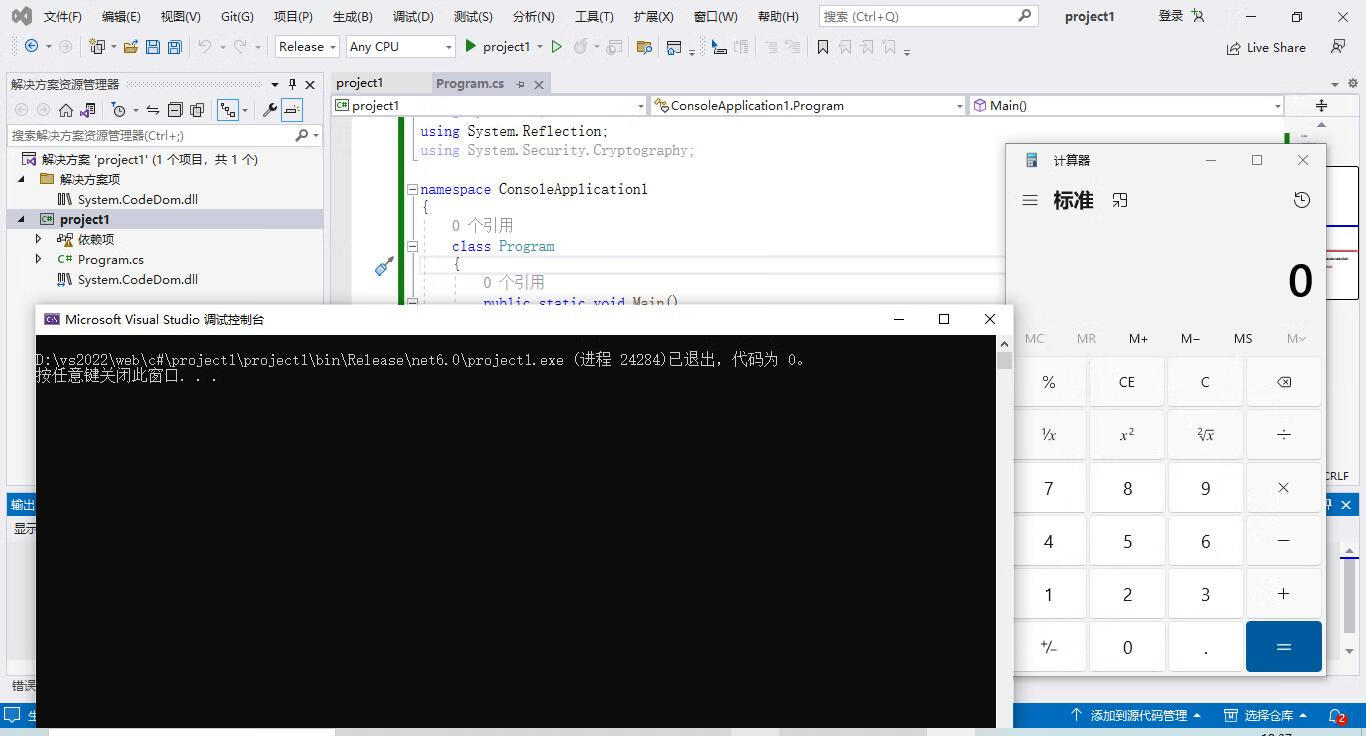 文件(F) 编辑(E) 视图(V) Git(G) 项目(P) 生成(B) 调试(D) 测试(S) 分析(N) 工具(T) 扩展(X) 窗口(W) 帮助(H) 搜索 (Ctrl+Q) project1 登录
Release Any CPU project1 Live Share
解决方案资源管理器
搜索解决方案资源管理器(Ctrl+;)
解决方案 'project1' (1 个项目，共 1 个)
解决方案项
System.CodeDom.dll
C# project1
依赖项
C# Program.cs
System.CodeDom.dll
project1 Program.cs
C# project1 ConsoleApplication1.Program Main()
using System.Reflection;
using System.Security.Cryptography;
namespace ConsoleApplication1
{
0 个引用
class Program
{
0 个引用
public static void Main()
计算器
标准
0
MC MR M+ M− MS M
% CE C
¹/x x² ²√x ÷
7 8 9 ×
4 5 6 −
1 2 3 +
+/− 0 . =
Microsoft Visual Studio 调试控制台
D:\vs2022\web\c#\project1\project1\bin\Release\net6.0\project1.exe (进程 24284)已退出，代码为 0。
按任意键关闭此窗口. . .
输出
显示
错误
CRLF
生
添加到源代码管理 选择仓库 2